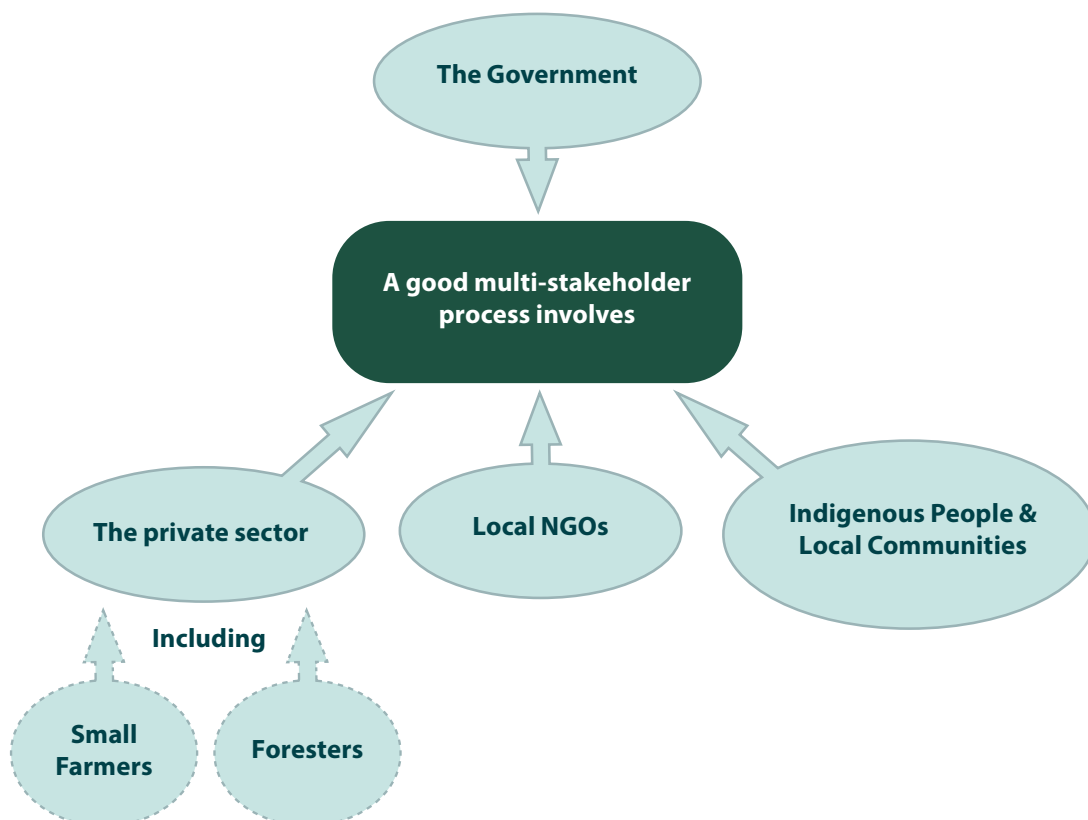 The Government
A good multi-stakeholder
process involves
The private sector
Local NGOs
Indigenous People &
Local Communities
Including
Small
Farmers
Foresters